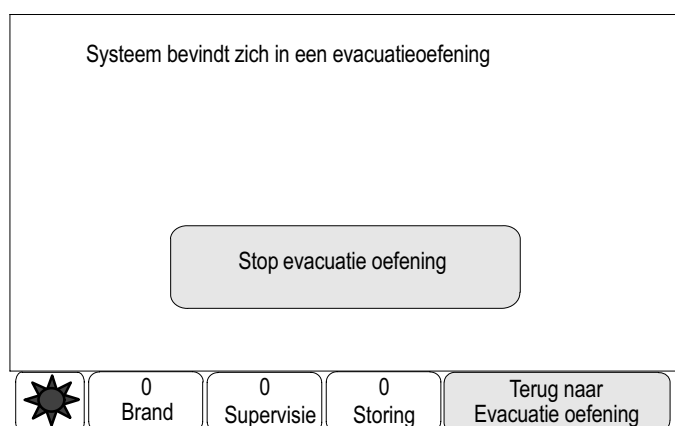 Systeem bevindt zich in een evacuatieoefening
Stop evacuatie oefening
0
Brand
0
Supervisie
0
Storing
Terug naar
Evacuatie oefening